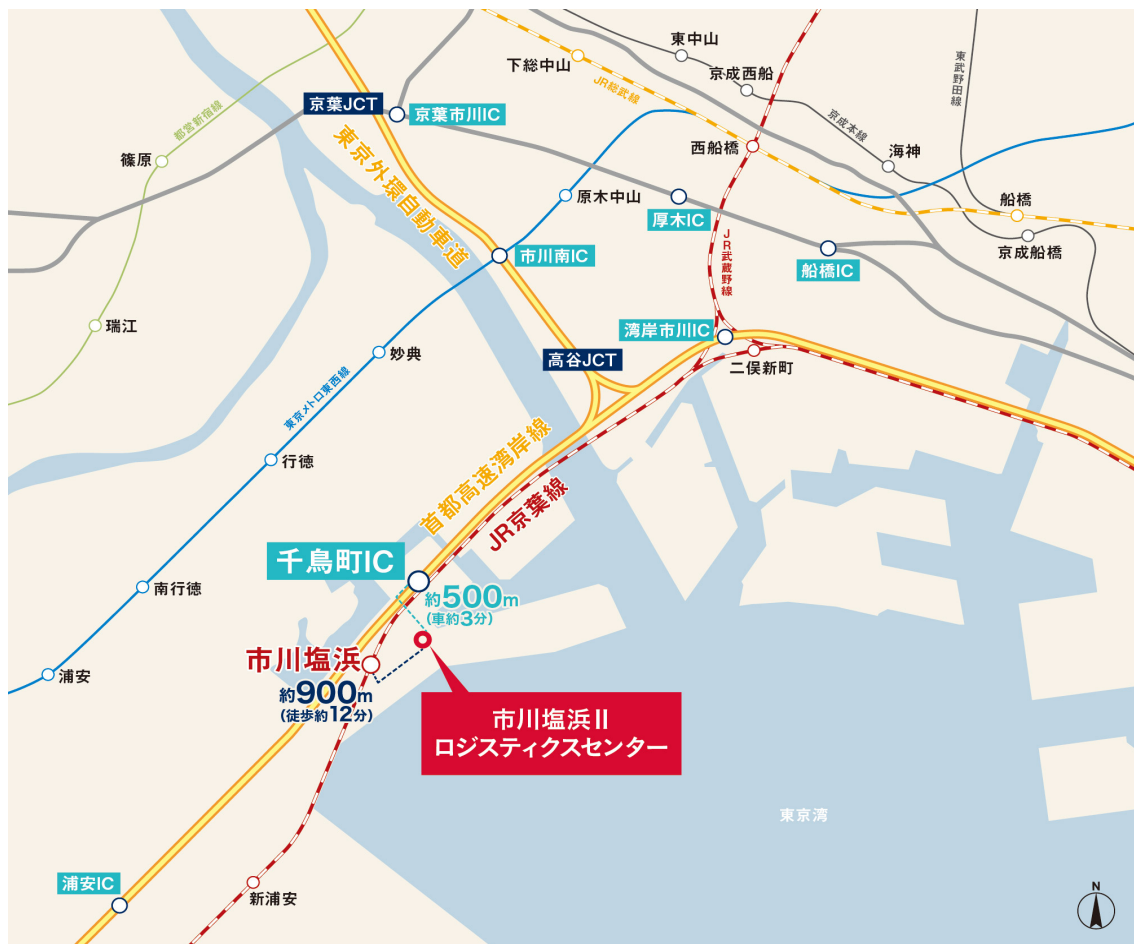 東中山
下総中山
京成西船
JR総武線
東武野田線
京葉JCT
京葉市川IC
都営新宿線
京成本線
東京外環自動車道
西船橋
海神
篠原
原木中山
厚木IC
船橋
JR武蔵野線
京成船橋
市川南IC
船橋IC
瑞江
湾岸市川IC
妙典
高谷JCT
二俣新町
東京メトロ東西線
行徳
首都高速湾岸線
JR京葉線
千鳥町IC
南行徳
約500m
(車約3分)
市川塩浜
浦安
約900m
(徒歩約12分)
市川塩浜Ⅱ
ロジスティクスセンター
東京湾
浦安IC
新浦安
N